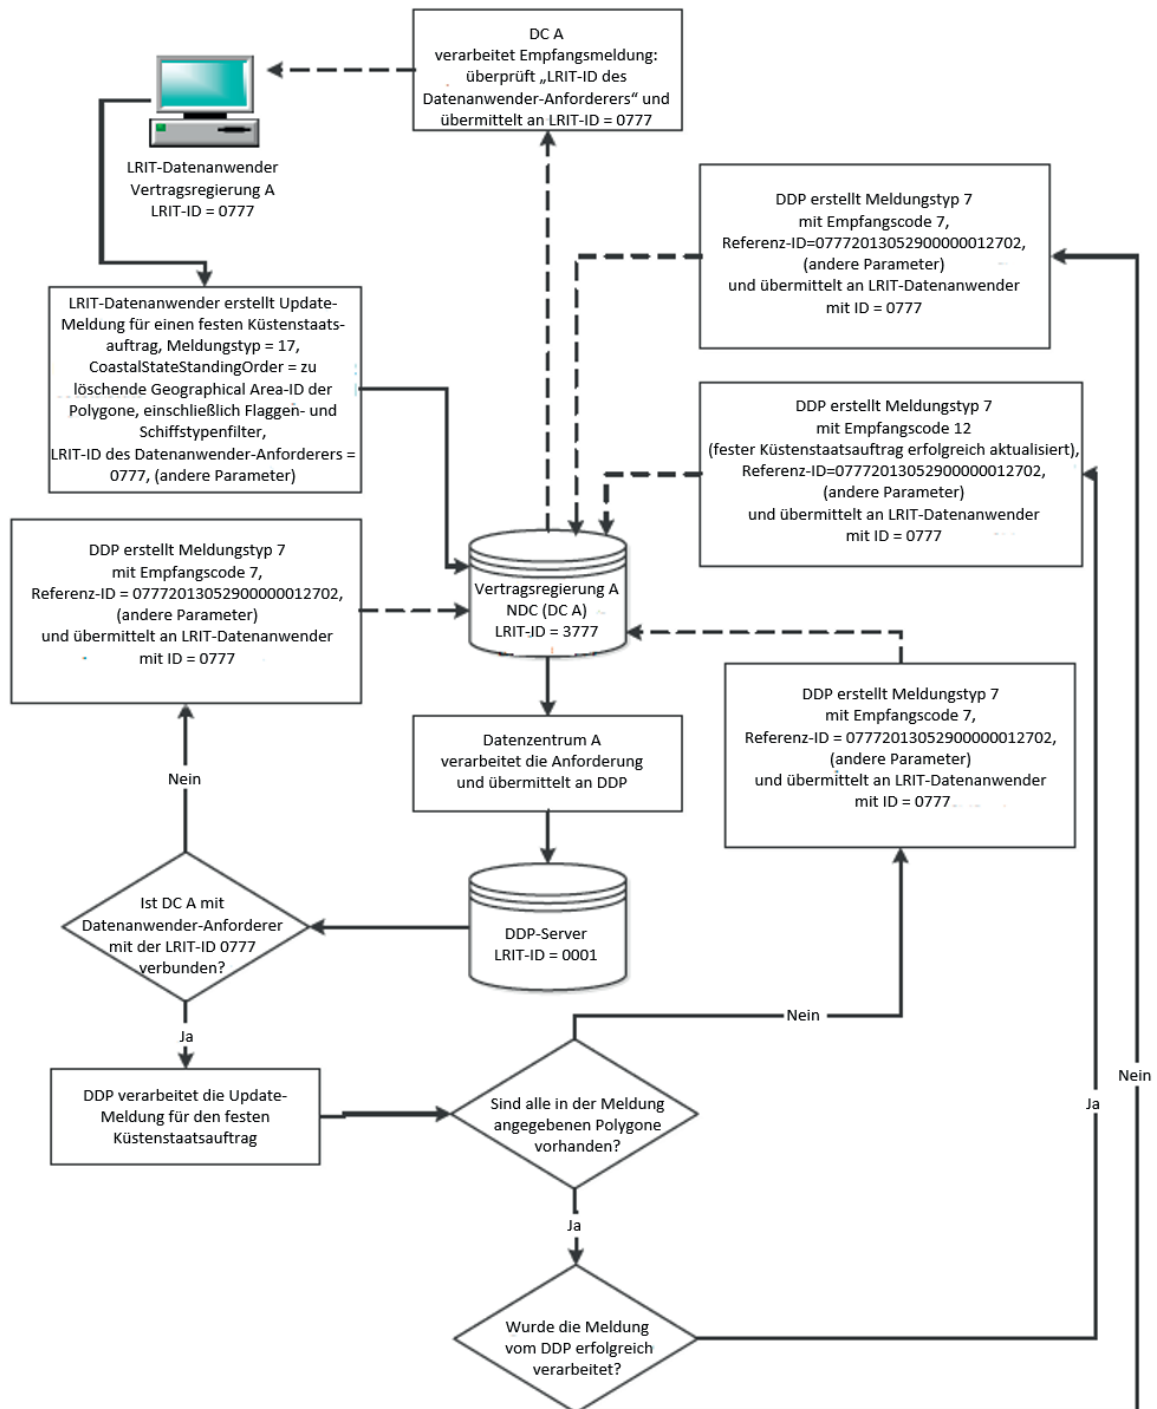 DC A
verarbeitet Empfangsmeldung:
überprüft „LRIT-ID des
Datenanwender-Anforderers“ und
übermittelt an LRIT-ID = 0777
LRIT-Datenanwender
Vertragsregierung A
LRIT-ID = 0777
DDP erstellt Meldungstyp 7
mit Empfangscode 7,
Referenz-ID=07772013052900000012702,
(andere Parameter)
und übermittelt an LRIT-Datenanwender
mit ID = 0777
LRIT-Datenanwender erstellt Update-
Meldung für einen festen Küstenstaats-
auftrag, Meldungstyp = 17,
CoastalStateStandingOrder = zu
löschende Geographical Area-ID der
Polygone, einschließlich Flaggen- und
Schiffstypenfilter,
LRIT-ID des Datenanwender-Anforderers =
0777, (andere Parameter)
DDP erstellt Meldungstyp 7
mit Empfangscode 12
(fester Küstenstaatsauftrag erfolgreich aktualisiert),
Referenz-ID=07772013052900000012702,
(andere Parameter)
und übermittelt an LRIT-Datenanwender
mit ID = 0777
DDP erstellt Meldungstyp 7
mit Empfangscode 7,
Referenz-ID = 07772013052900000012702,
(andere Parameter)
und übermittelt an LRIT-Datenanwender
mit ID = 0777
Vertragsregierung A
NDC (DC A)
LRIT-ID = 3777
DDP erstellt Meldungstyp 7
mit Empfangscode 7,
Referenz-ID = 07772013052900000012702,
(andere Parameter)
und übermittelt an LRIT-Datenanwender
mit ID = 0777
Datenzentrum A
verarbeitet die Anforderung
und übermittelt an DDP
Nein
Ist DC A mit
Datenanwender-Anforderer
mit der LRIT-ID 0777
verbunden?
DDP-Server
LRIT-ID = 0001
Nein
Ja
Nein
DDP verarbeitet die Update-
Meldung für den festen
Küstenstaatsauftrag
Sind alle in der Meldung
angegebenen Polygone
vorhanden?
Ja
Ja
Wurde die Meldung
vom DDP erfolgreich
verarbeitet?